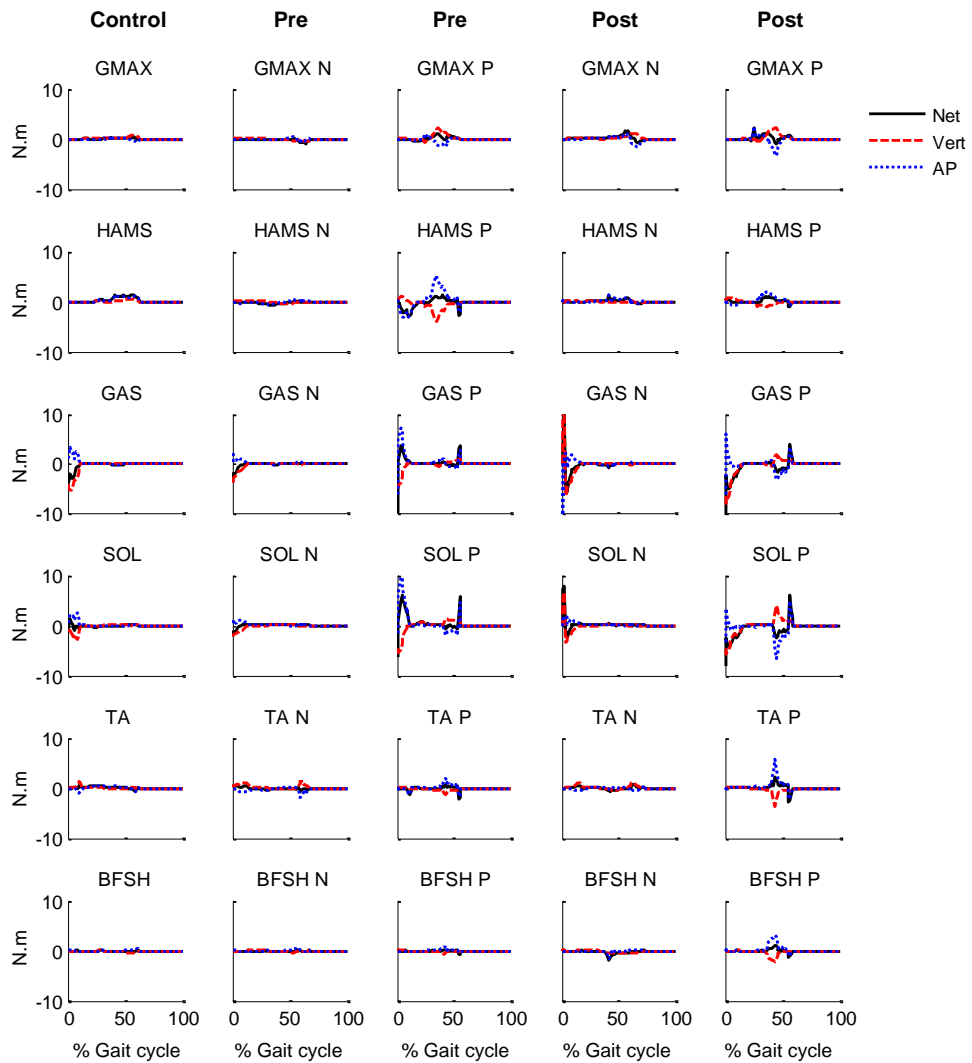 Control Pre Pre Post Post
GMAX GMAX N GMAX P GMAX N GMAX P
10
0
-10
N.m
Net
Vert
AP
HAMS HAMS N HAMS P HAMS N HAMS P
10
0
-10
N.m
GAS GAS N GAS P GAS N GAS P
10
0
-10
N.m
SOL SOL N SOL P SOL N SOL P
10
0
-10
N.m
TA TA N TA P TA N TA P
10
0
-10
N.m
BFSH BFSH N BFSH P BFSH N BFSH P
10
0
-10
N.m
0 50 100 0 50 100 0 50 100 0 50 100 0 50 100
% Gait cycle % Gait cycle % Gait cycle % Gait cycle % Gait cycle